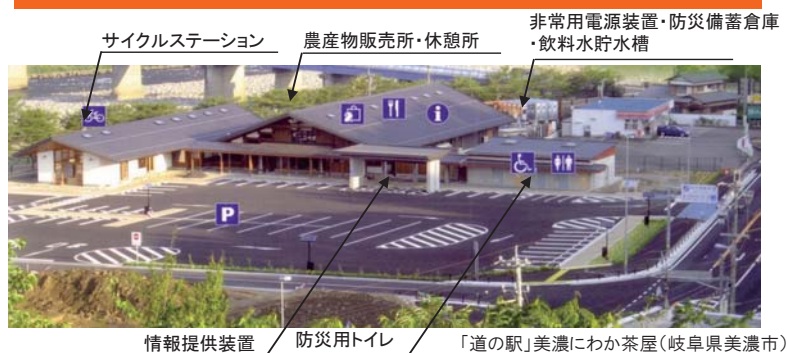 サイクルステーション
農産物販売所・休憩所
非常用電源装置・防災備蓄倉庫
・飲料水貯水槽
P
情報提供装置
防災用トイレ
「道の駅」美濃にわか茶屋(岐阜県美濃市)